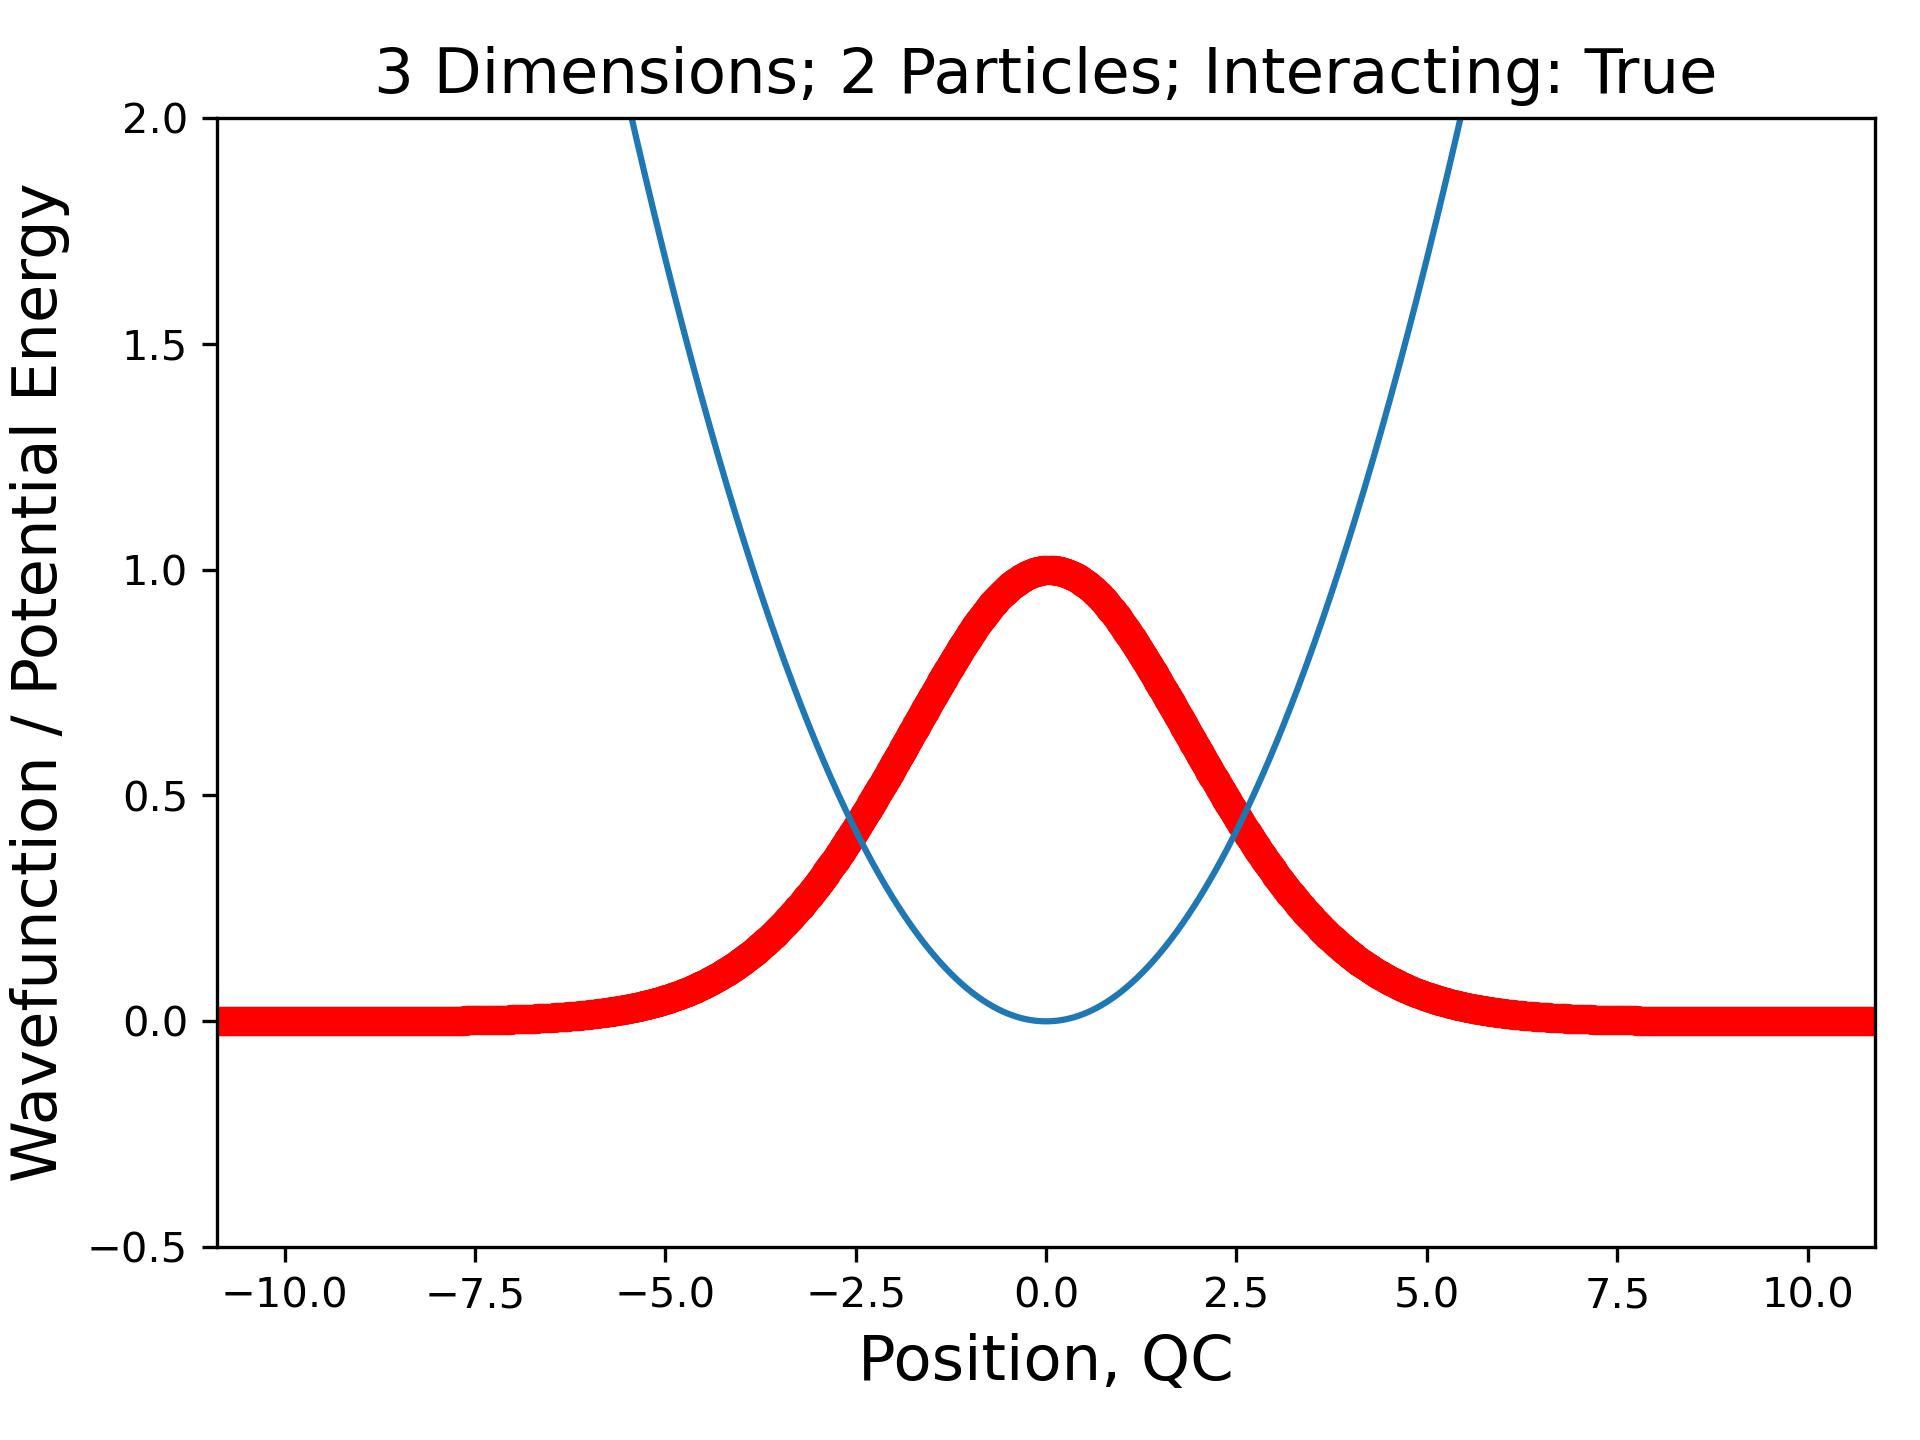 3 Dimensions; 2 Particles; Interacting: True
Wavefunction / Potential Energy
2.0
1.5
1.0
0.5
0.0
−0.5
−10.0 −7.5 −5.0 −2.5 0.0 2.5 5.0 7.5 10.0
Position, QC